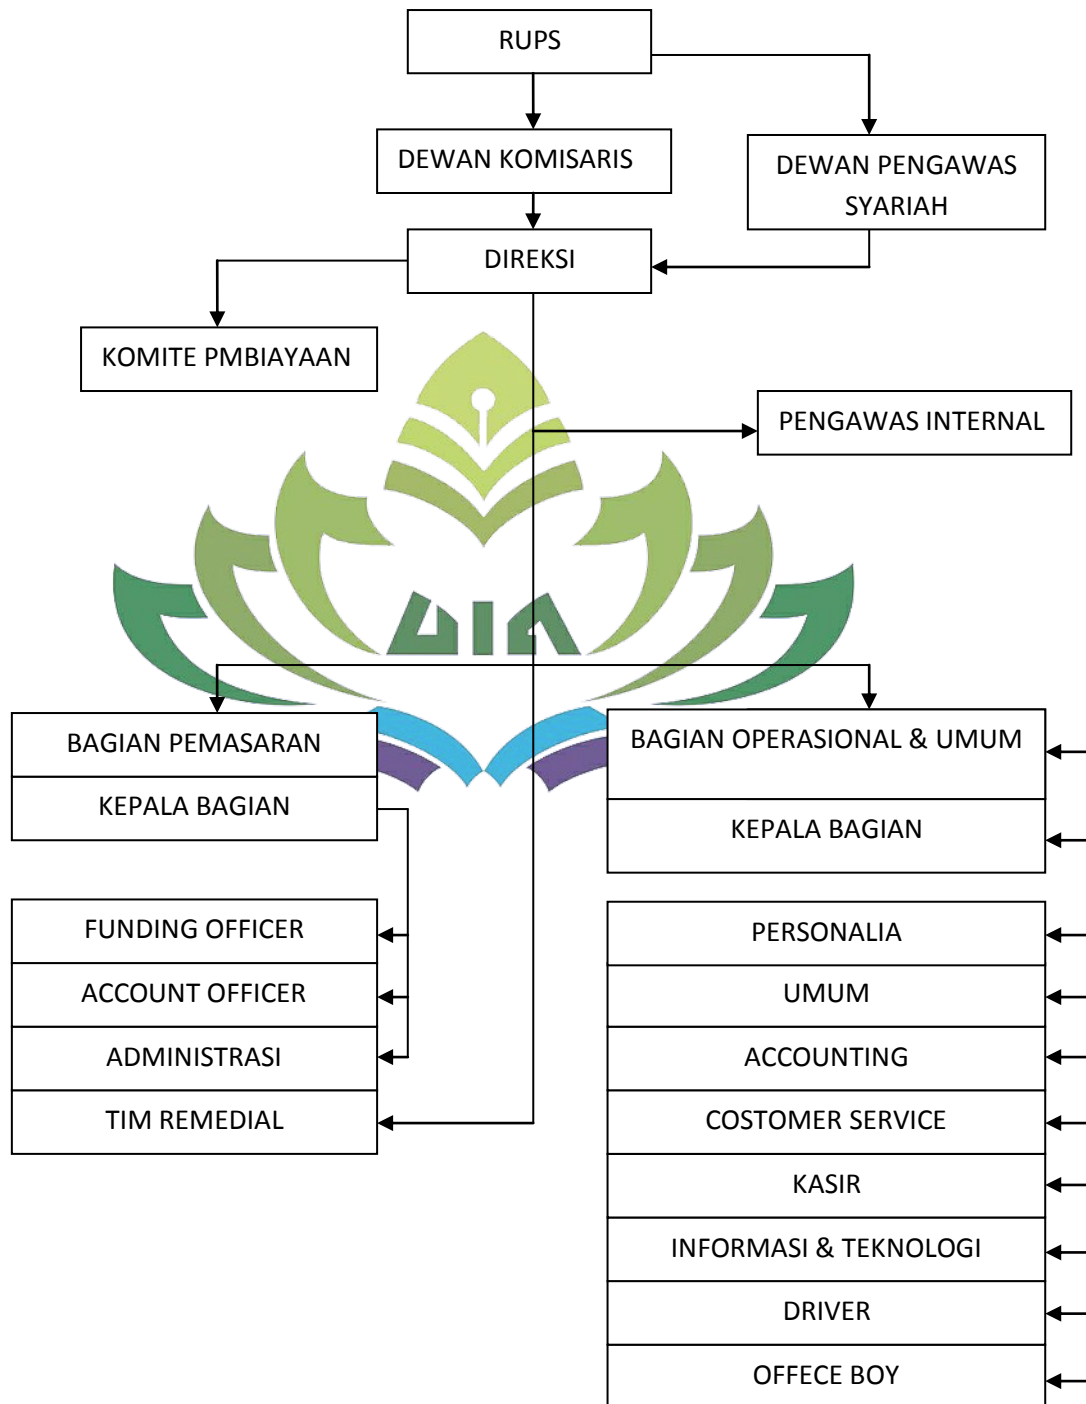 RUPS
DEWAN KOMISARIS
DEWAN PENGAWAS
SYARIAH
DIREKSI
KOMITE PMBIAYAAN
PENGAWAS INTERNAL
BAGIAN PEMASARAN
KEPALA BAGIAN
BAGIAN OPERASIONAL & UMUM
KEPALA BAGIAN
FUNDING OFFICER
ACCOUNT OFFICER
ADMINISTRASI
TIM REMEDIAL
PERSONALIA
UMUM
ACCOUNTING
COSTOMER SERVICE
KASIR
INFORMASI & TEKNOLOGI
DRIVER
OFFECE BOY